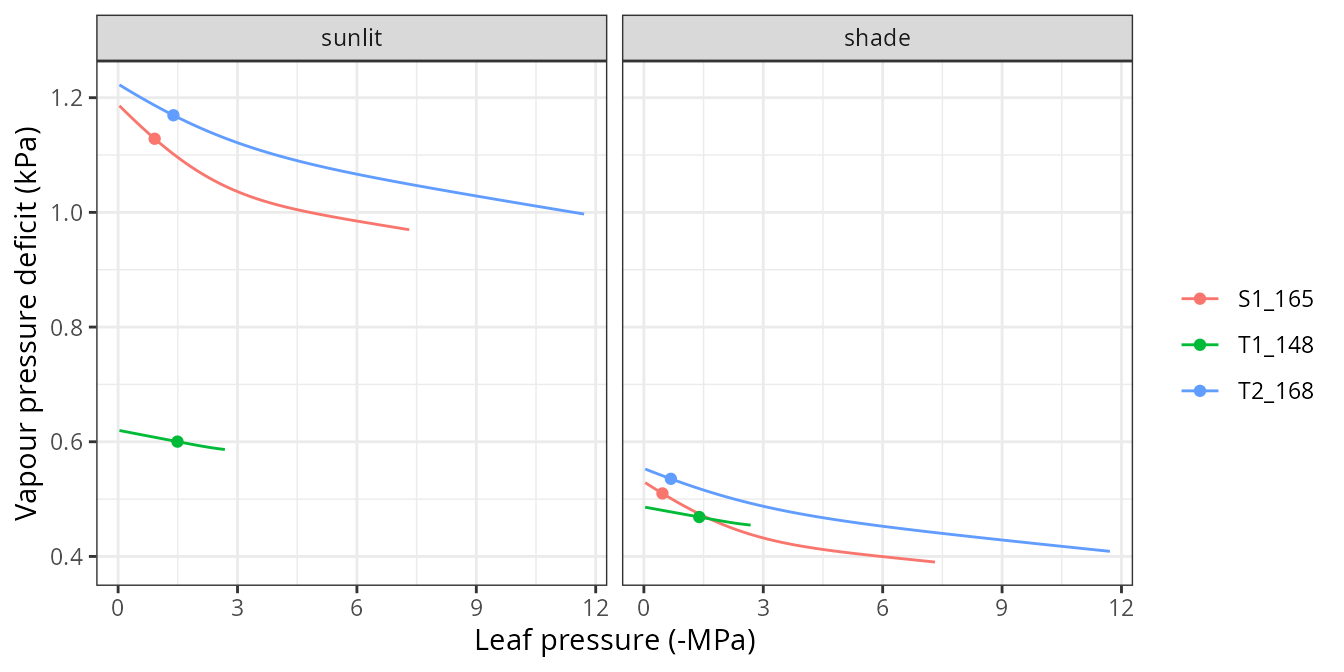 sunlit
shade
Vapour pressure deficit (kPa)
1.2
1.0
0.8
0.6
0.4
0 3 6 9 12
0 3 6 9 12
Leaf pressure (-MPa)
S1_165
T1_148
T2_168